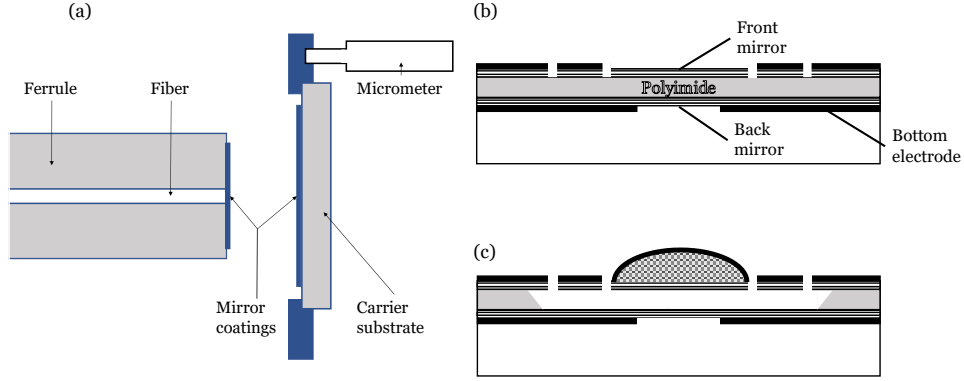 (a)
Ferrule
Fiber
Micrometer
Mirror
coatings
Carrier
substrate
(b)
Front
mirror
Polyimide
Back
mirror
Bottom
electrode
(c)